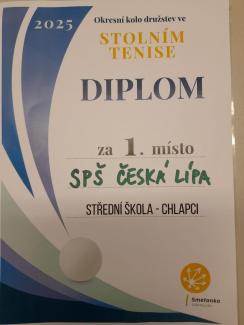 2025
Okresní kolo družstev ve
STOLNÍM
TENISE
DIPLOM
za 1. místo
SPŠ ČESKÁ LÍPA
STŘEDNÍ ŠKOLA - CHLAPCI
Smetanka